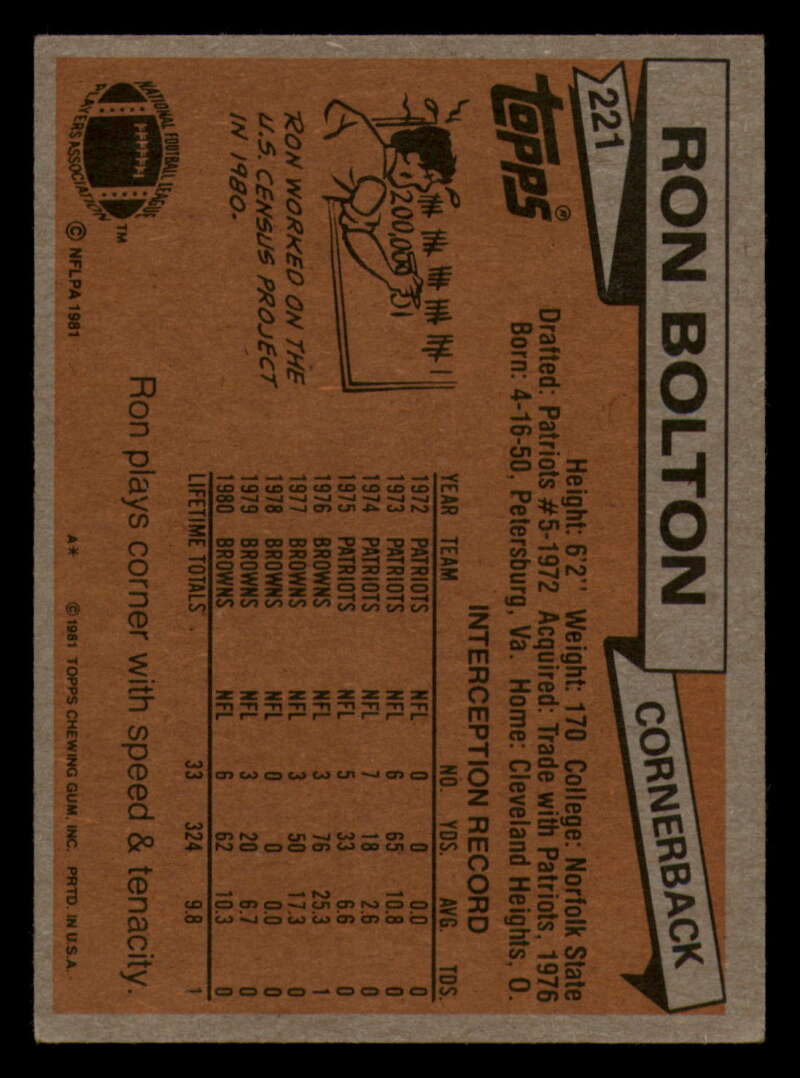 RON BOLTON
CORNERBACK
221
TOPPS®
Height: 6'2" Weight: 170 College: Norfolk State
Drafted: Patriots #5-1972 Acquired: Trade with Patriots, 1976
Born: 4-16-50, Petersburg, Va. Home: Cleveland Heights, O.
200,000
RON WORKED ON THE
U.S. CENSUS PROJECT
IN 1980.
INTERCEPTION RECORD
YEAR TEAM NO. YDS. AVG. TDS.
1972 PATRIOTS NFL 0 0 0.0 0
1973 PATRIOTS NFL 6 65 10.8 0
1974 PATRIOTS NFL 7 18 2.6 0
1975 PATRIOTS NFL 5 33 6.6 0
1976 BROWNS NFL 3 76 25.3 1
1977 BROWNS NFL 3 50 17.3 0
1978 BROWNS NFL 0 0 0.0 0
1979 BROWNS NFL 3 20 6.7 0
1980 BROWNS NFL 6 62 10.3 0
LIFETIME TOTALS 33 324 9.8 1
Ron plays corner with speed & tenacity.
NATIONAL FOOTBALL LEAGUE
PLAYERS ASSOCIATION
™
© NFLPA 1981
A* © 1981 TOPPS CHEWING GUM, INC. PRTD. IN U.S.A.